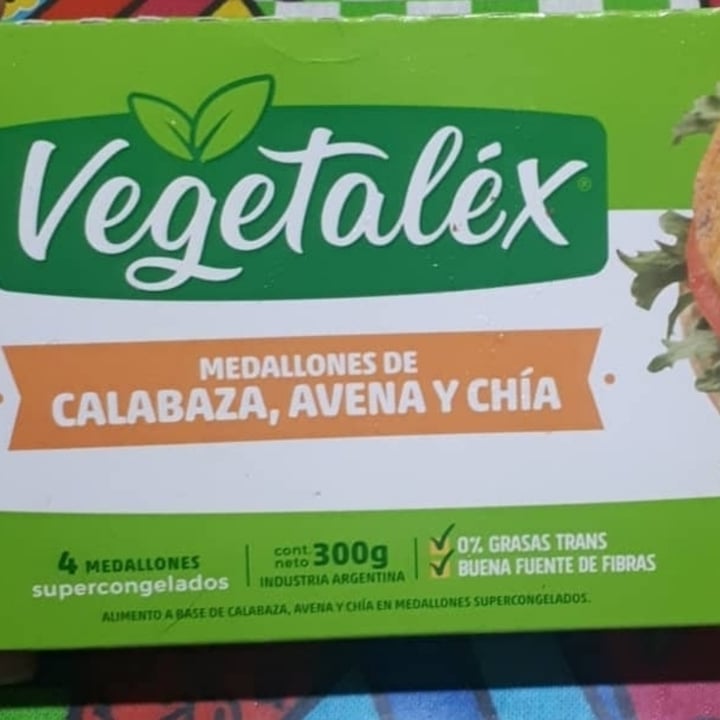 Vegetaléx®
MEDALLONES DE
CALABAZA, AVENA Y CHÍA
4 MEDALLONES
supercongelados
cont. neto 300g
INDUSTRIA ARGENTINA
0% GRASAS TRANS
BUENA FUENTE DE FIBRAS
ALIMENTO A BASE DE CALABAZA, AVENA Y CHÍA EN MEDALLONES SUPERCONGELADOS.